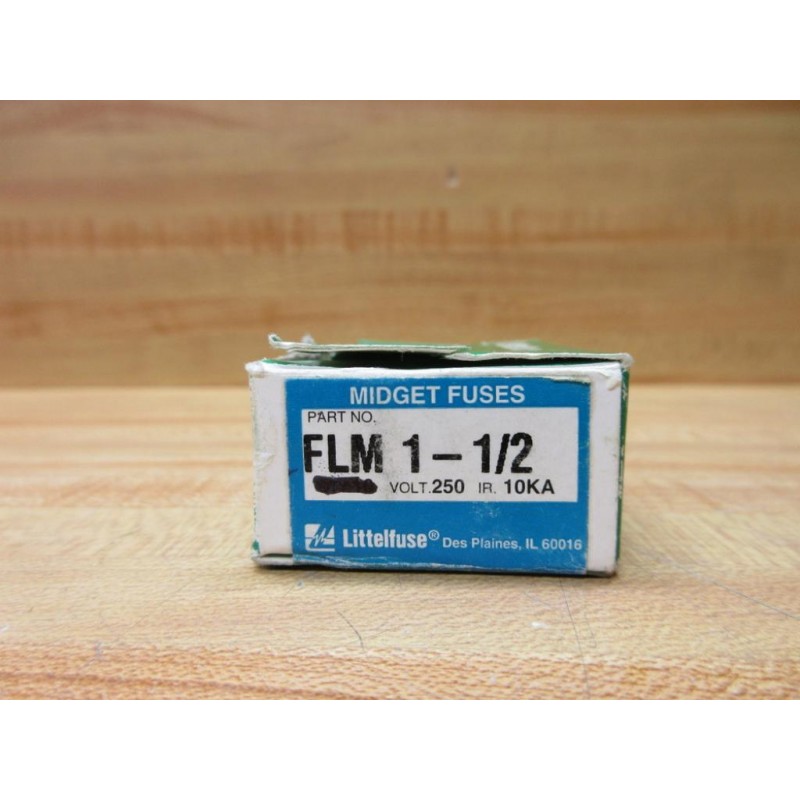 MIDGET FUSES
PART NO.
FLM 1-1/2
VOLT.250 IR. 10KA
Littelfuse® Des Plaines, IL 60016